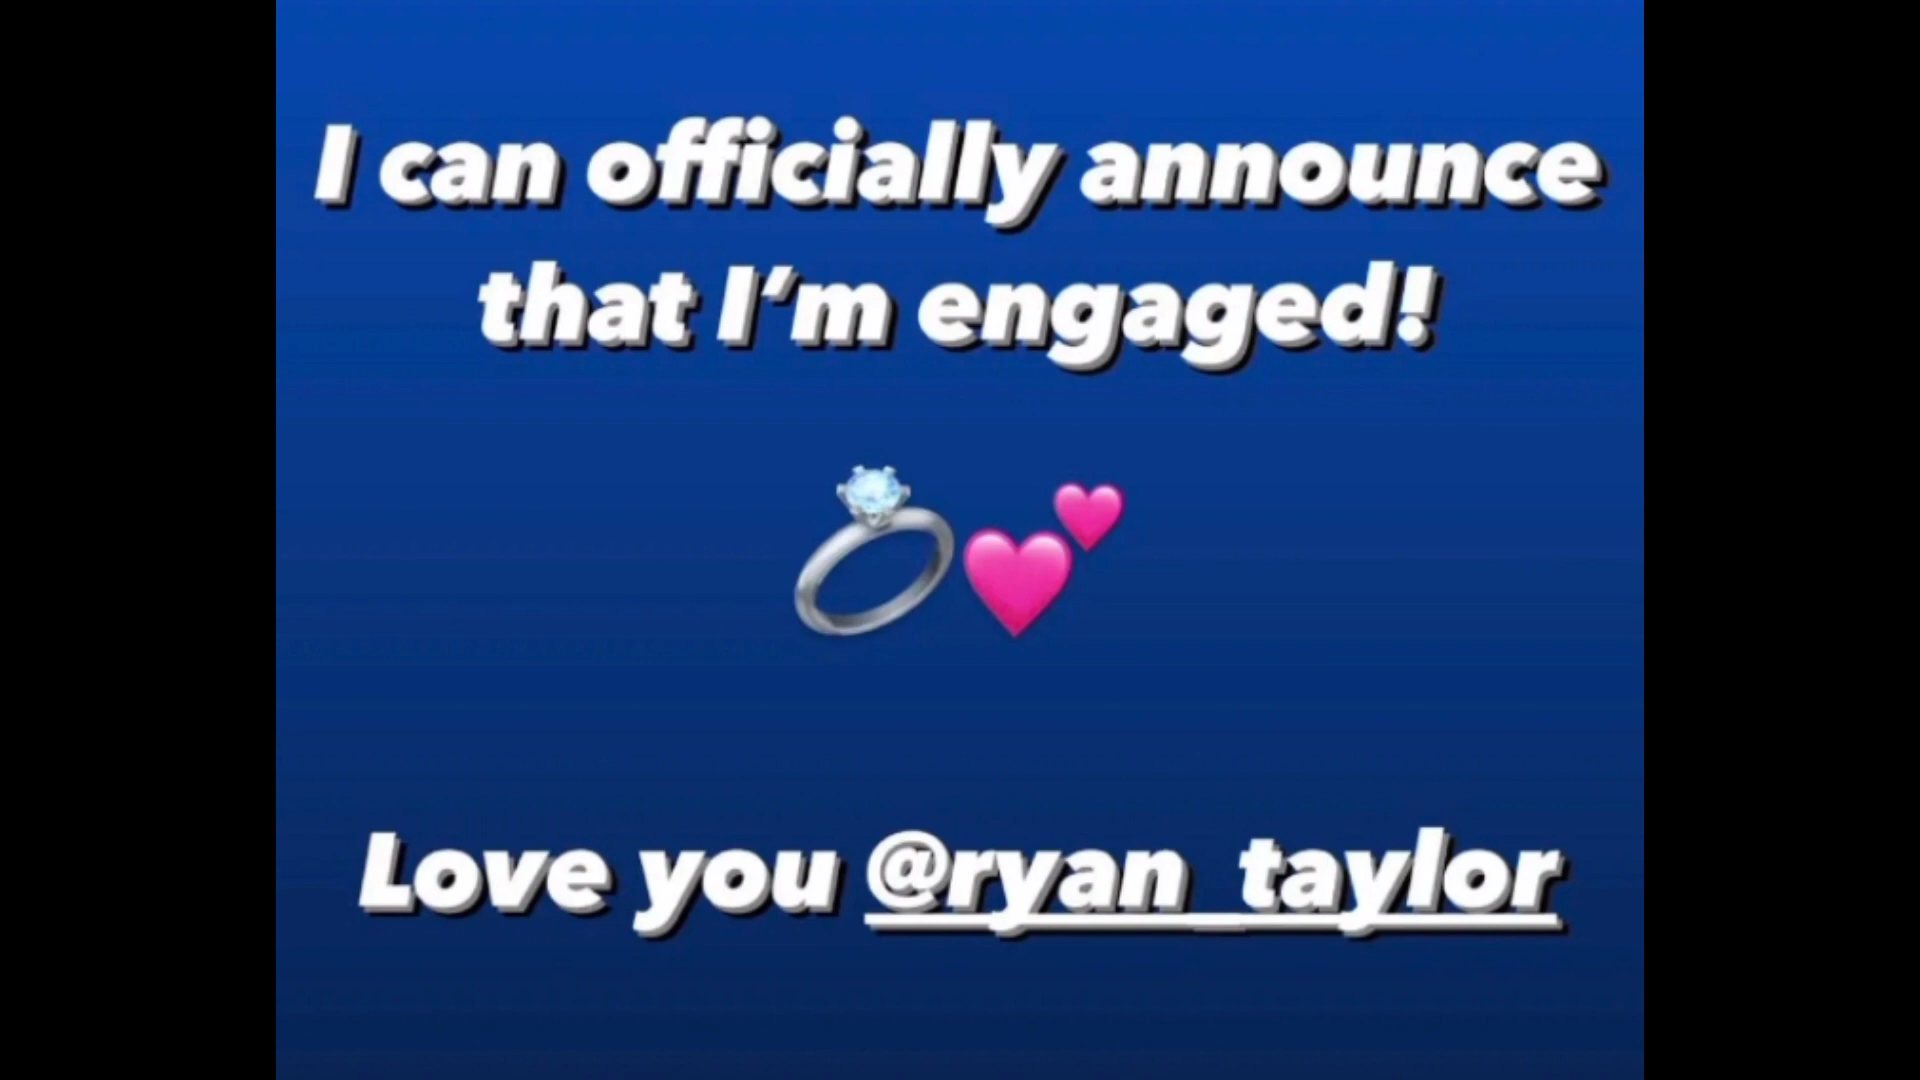 I can officially announce
that I’m engaged!
💍💕
Love you @ryan_taylor